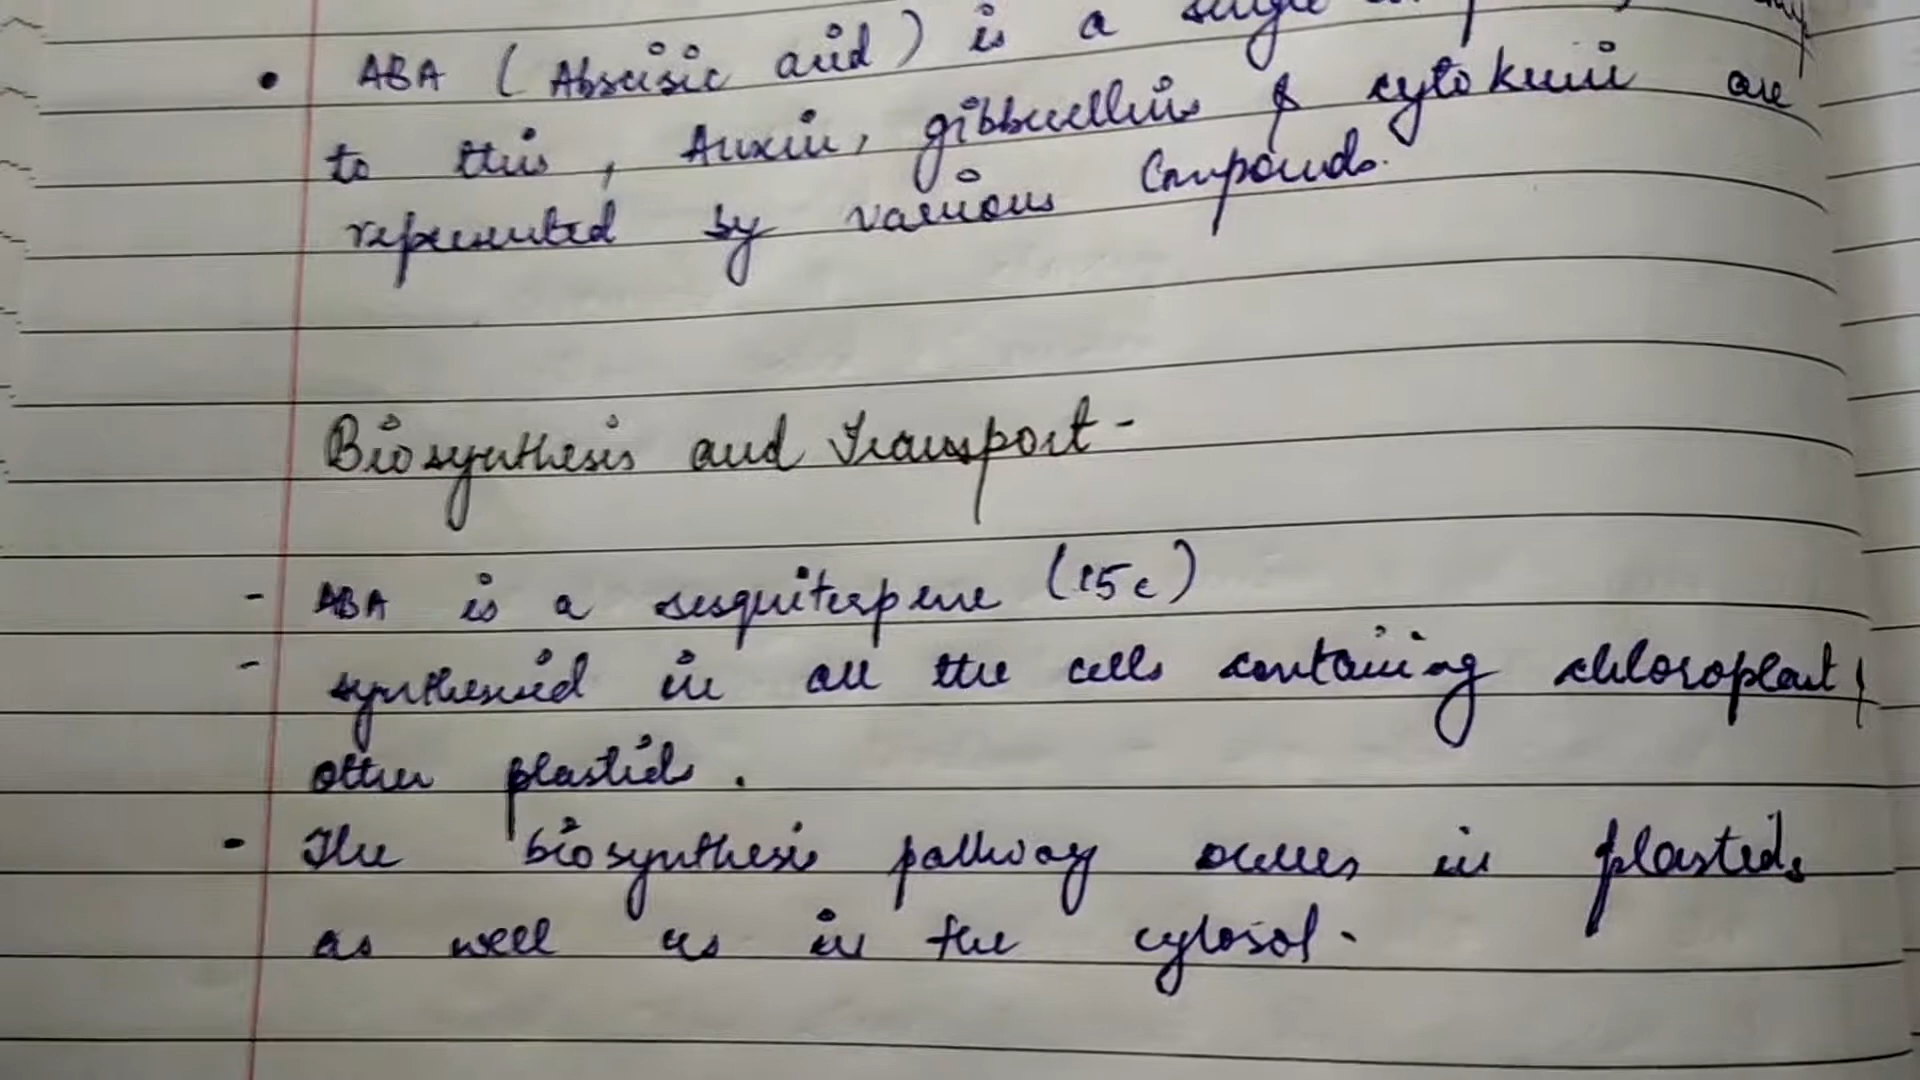 • ABA (Abscisic acid) is a single
to this, Auxin, gibberellins & cytokinin are
represented by various Compounds.
Biosynthesis and Transport -
- ABA is a sesquiterpene (15c)
- synthesized in all the cells containing chloroplast /
other plastids.
- The biosynthesis pathway occurs in plastids
as well as in the cytosol.